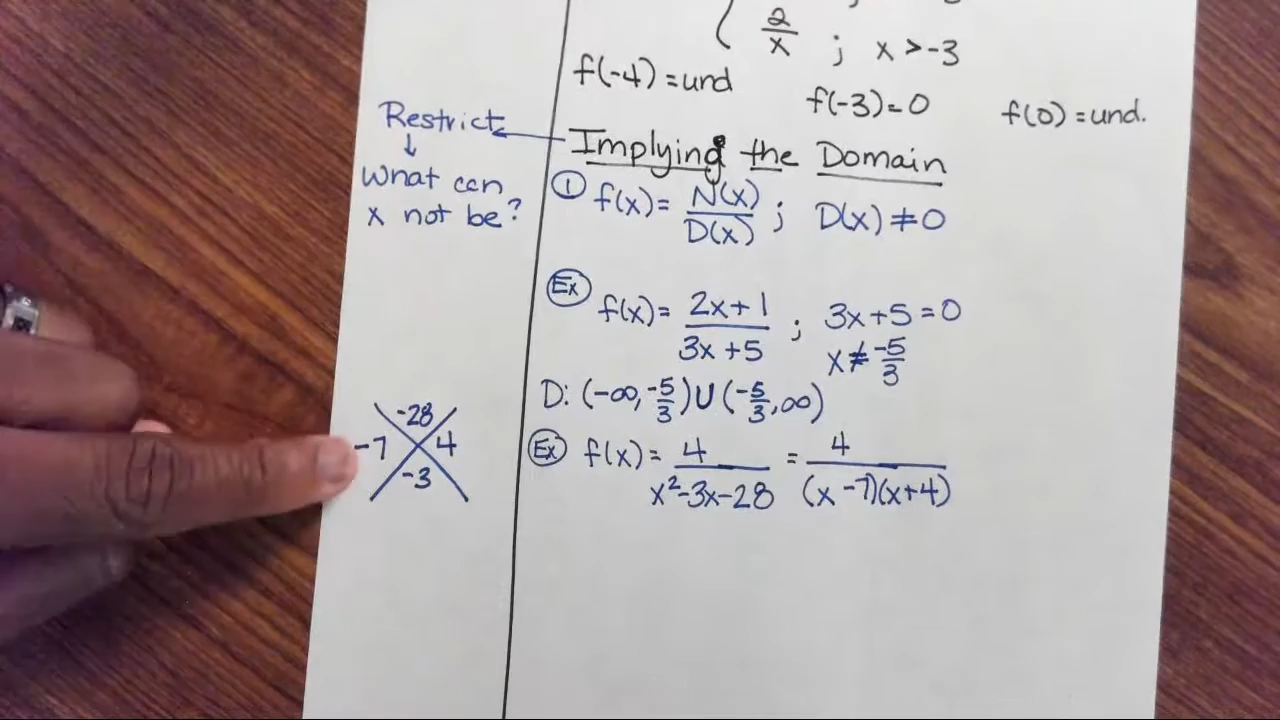 2/x ; x > -3
f(-4) = und
f(-3) = 0
f(0) = und.
Restrict
↓
What can
x not be?
Implying the Domain
① f(x) = N(x)/D(x) ; D(x) ≠ 0
Ex f(x) = (2x+1)/(3x+5) ; 3x+5 = 0
x ≠ -5/3
D: (-∞, -5/3) ∪ (-5/3, ∞)
-28
-7 4
-3
Ex f(x) = 4/(x²-3x-28) = 4/((x-7)(x+4))